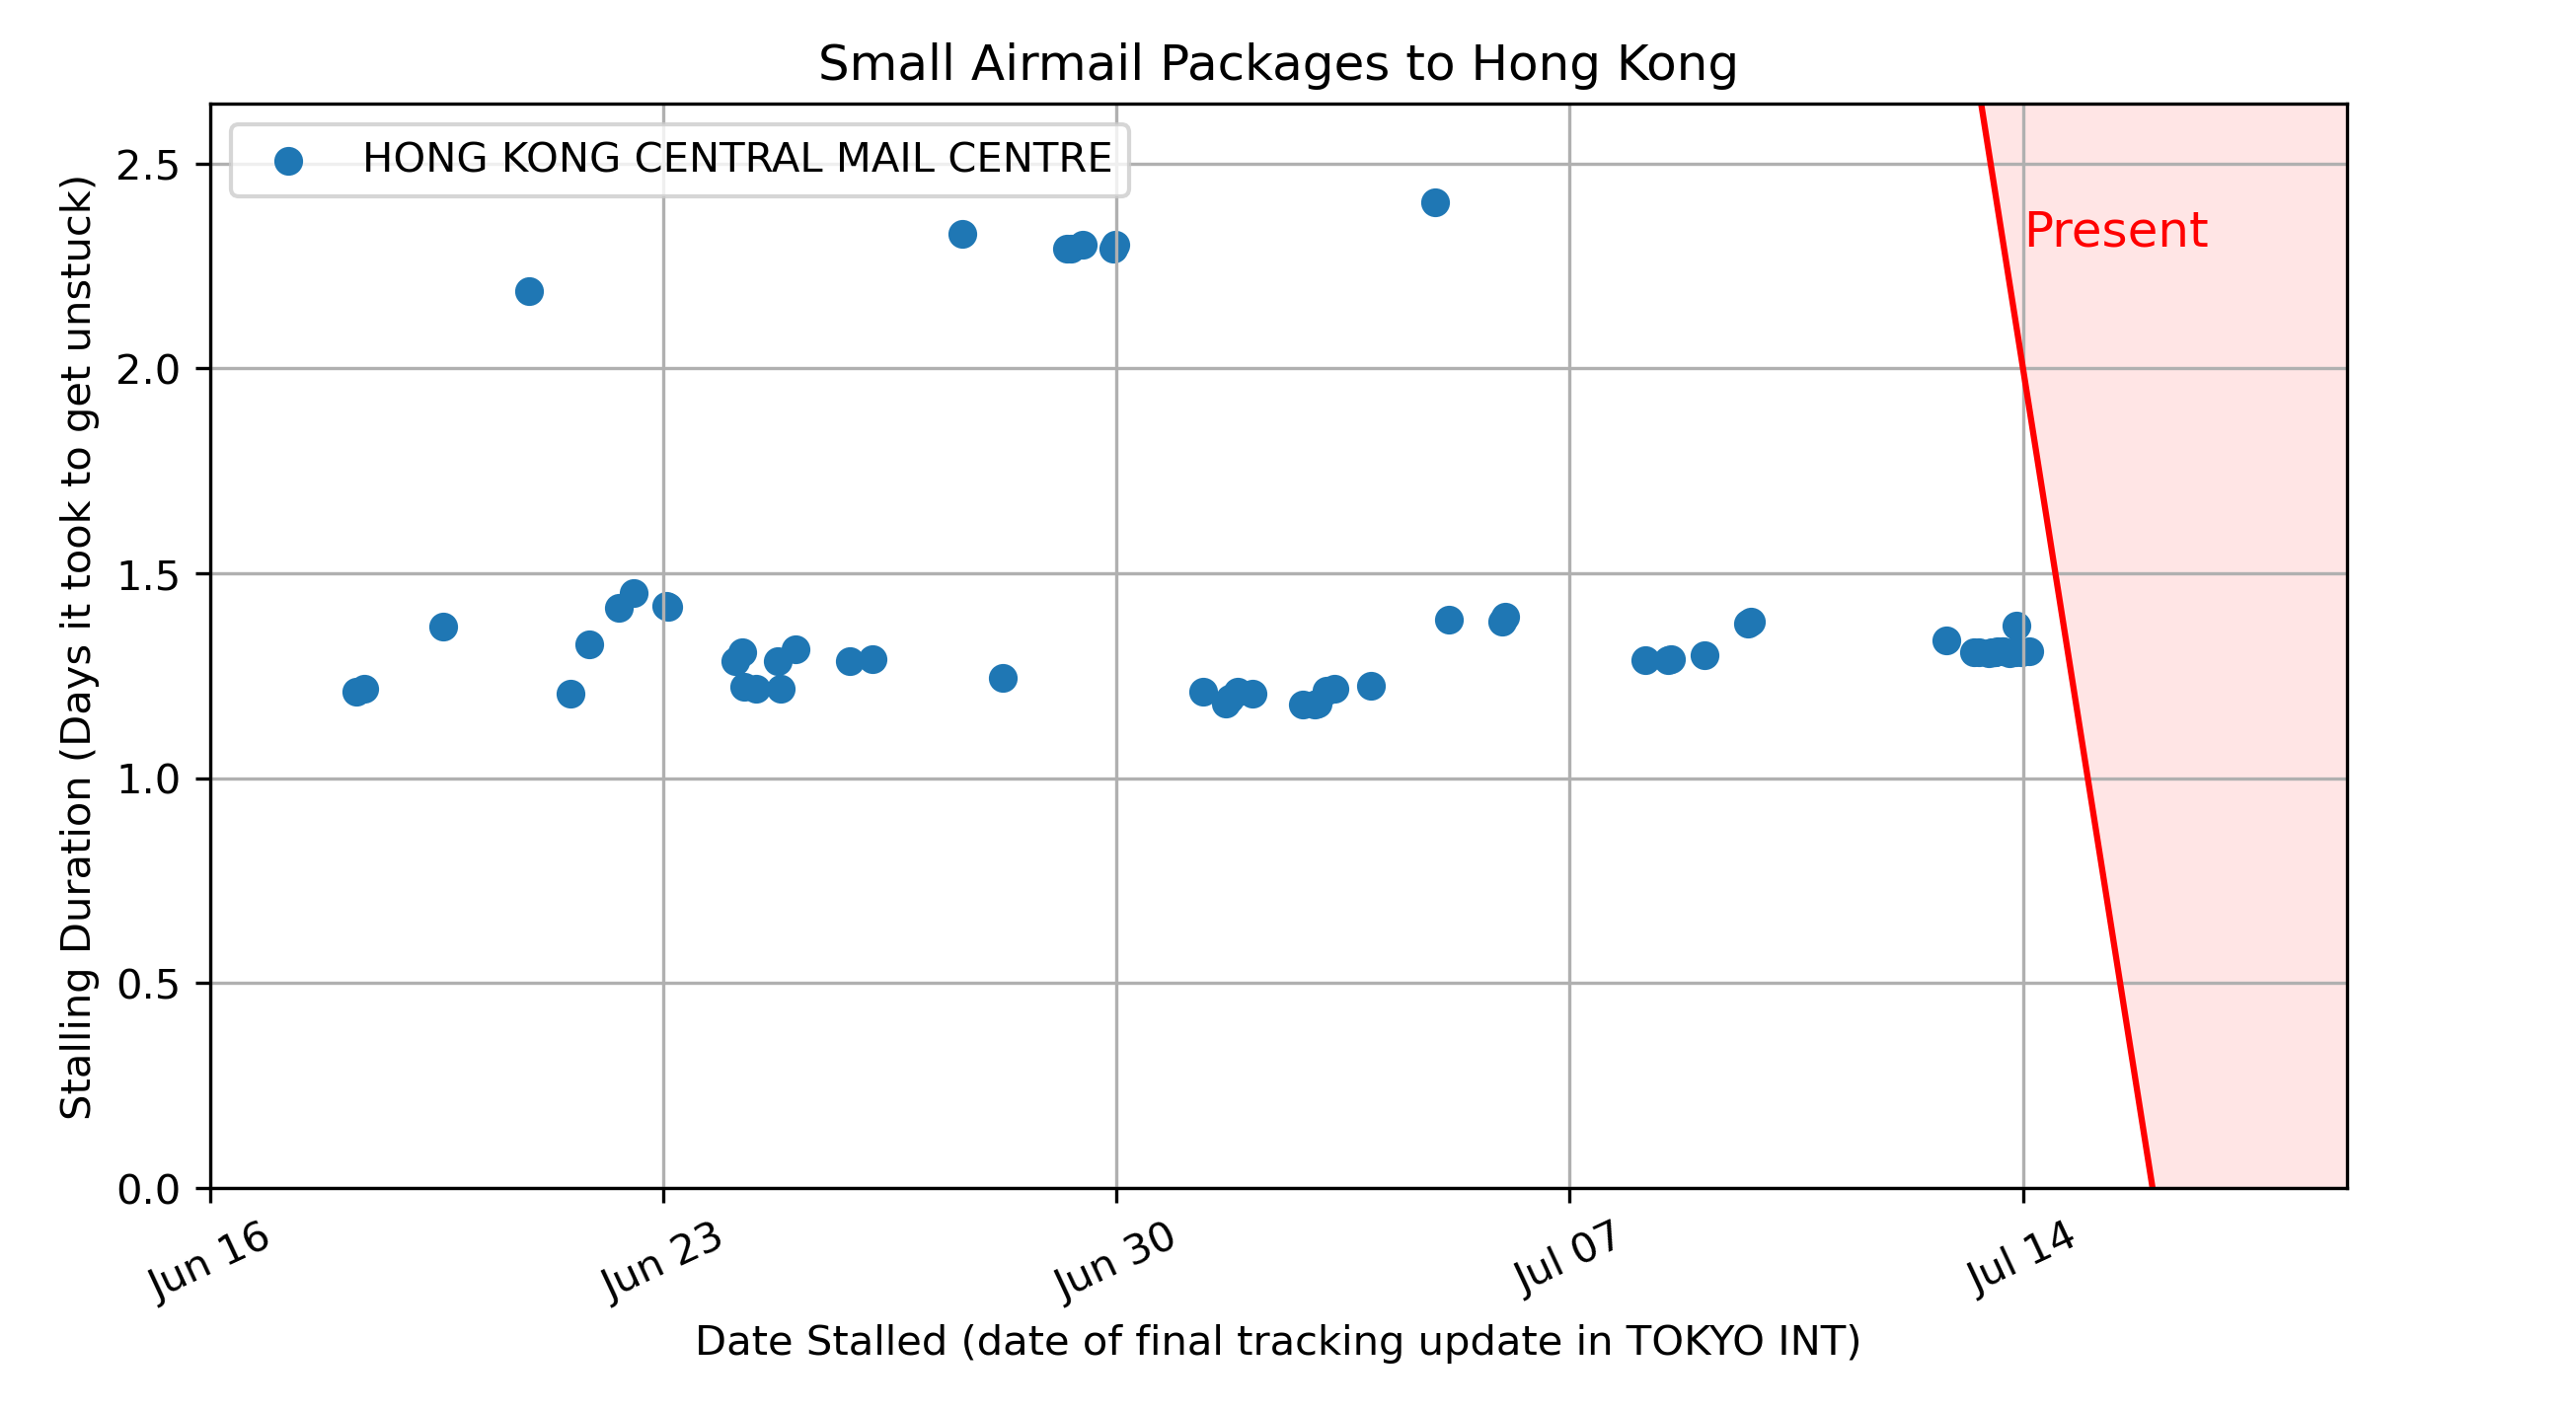 Small Airmail Packages to Hong Kong
HONG KONG CENTRAL MAIL CENTRE
Present
Stalling Duration (Days it took to get unstuck)
2.5
2.0
1.5
1.0
0.5
0.0
Jun 16
Jun 23
Jun 30
Jul 07
Jul 14
Date Stalled (date of final tracking update in TOKYO INT)